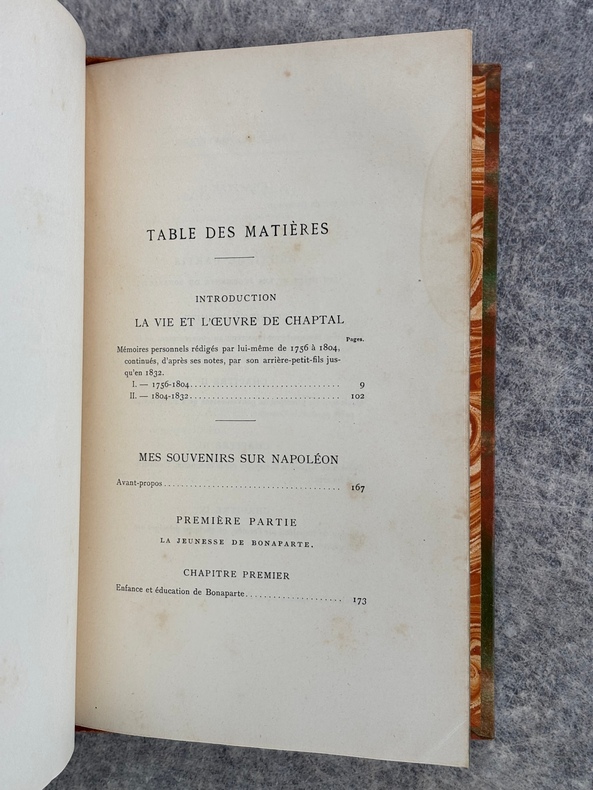 TABLE DES MATIÈRES
INTRODUCTION
LA VIE ET L'ŒUVRE DE CHAPTAL
Pages.
Mémoires personnels rédigés par lui-même de 1756 à 1804,
continués, d'après ses notes, par son arrière-petit-fils jus-
qu'en 1832.
I. — 1756-1804.................................. 9
II. — 1804-1832.................................. 102
MES SOUVENIRS SUR NAPOLÉON
Avant-propos........................................ 167
PREMIÈRE PARTIE
LA JEUNESSE DE BONAPARTE.
CHAPITRE PREMIER
Enfance et éducation de Bonaparte.................... 173